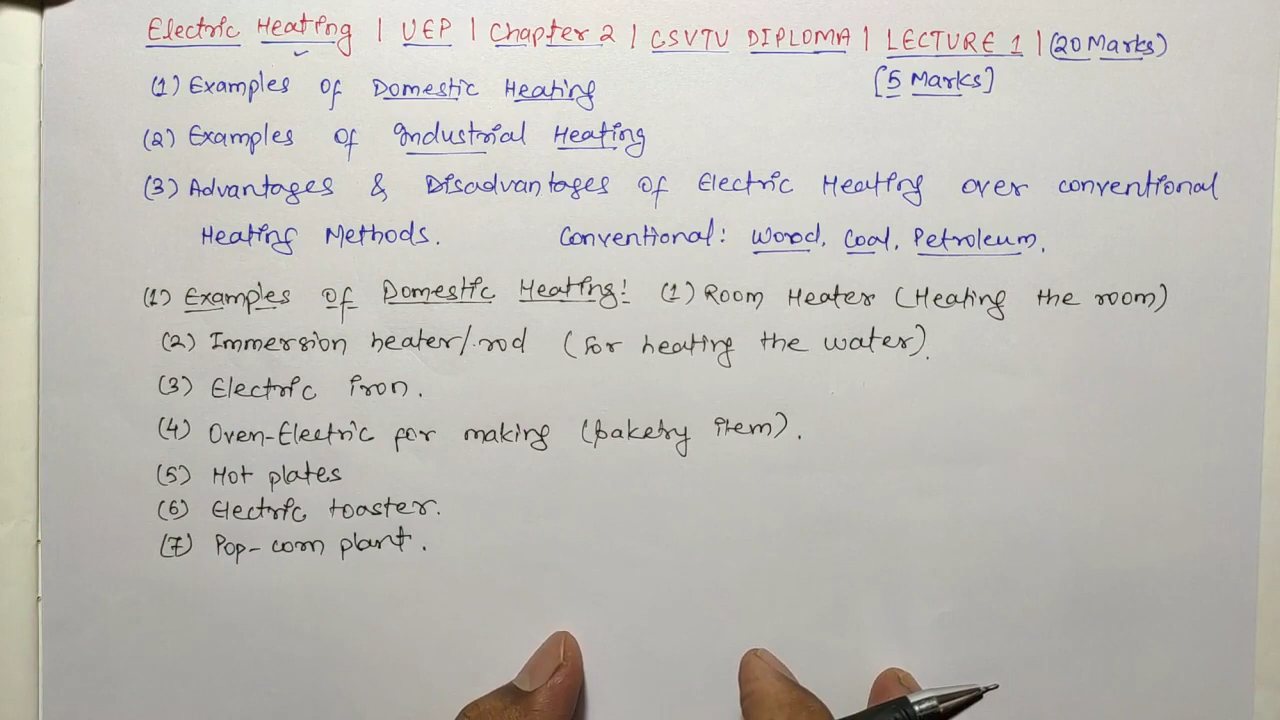 Electric Heating | UEP | Chapter 2 | CSVTU DIPLOMA | LECTURE 1 | (20 Marks)
(1) Examples of Domestic Heating [5 Marks]
(2) Examples of Industrial Heating
(3) Advantages & Disadvantages of Electric Heating over conventional
Heating Methods. Conventional: Wood, Coal, Petroleum.
(1) Examples of Domestic Heating: (1) Room Heater (Heating the room)
(2) Immersion heater/rod (for heating the water).
(3) Electric iron.
(4) Oven-Electric for making (bakery item).
(5) Hot plates
(6) Electric toaster.
(7) Pop-corn plant.